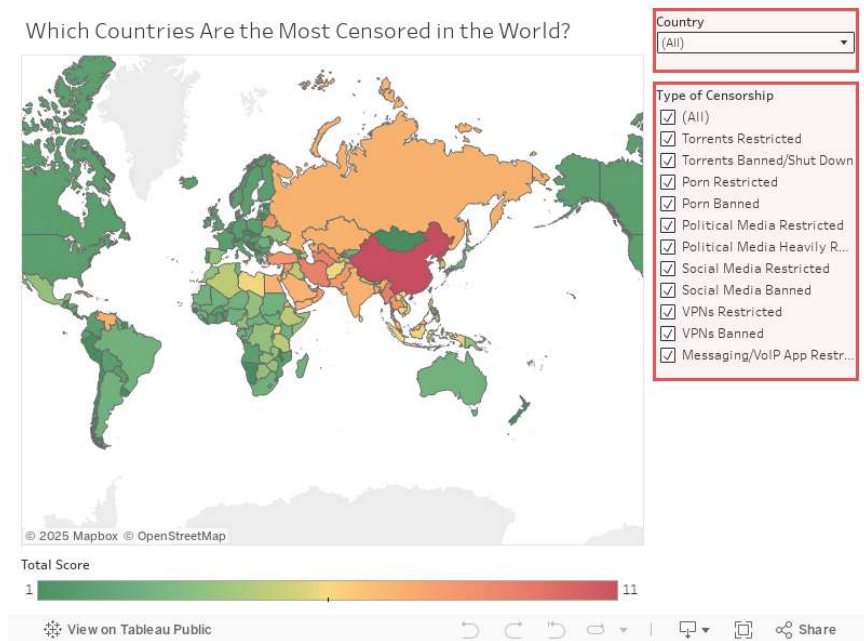 Which Countries Are the Most Censored in the World?
Country
(All)
Type of Censorship
(All)
Torrents Restricted
Torrents Banned/Shut Down
Porn Restricted
Porn Banned
Political Media Restricted
Political Media Heavily R...
Social Media Restricted
Social Media Banned
VPNs Restricted
VPNs Banned
Messaging/VoIP App Restr...
© 2025 Mapbox © OpenStreetMap
Total Score
1
11
View on Tableau Public
Share